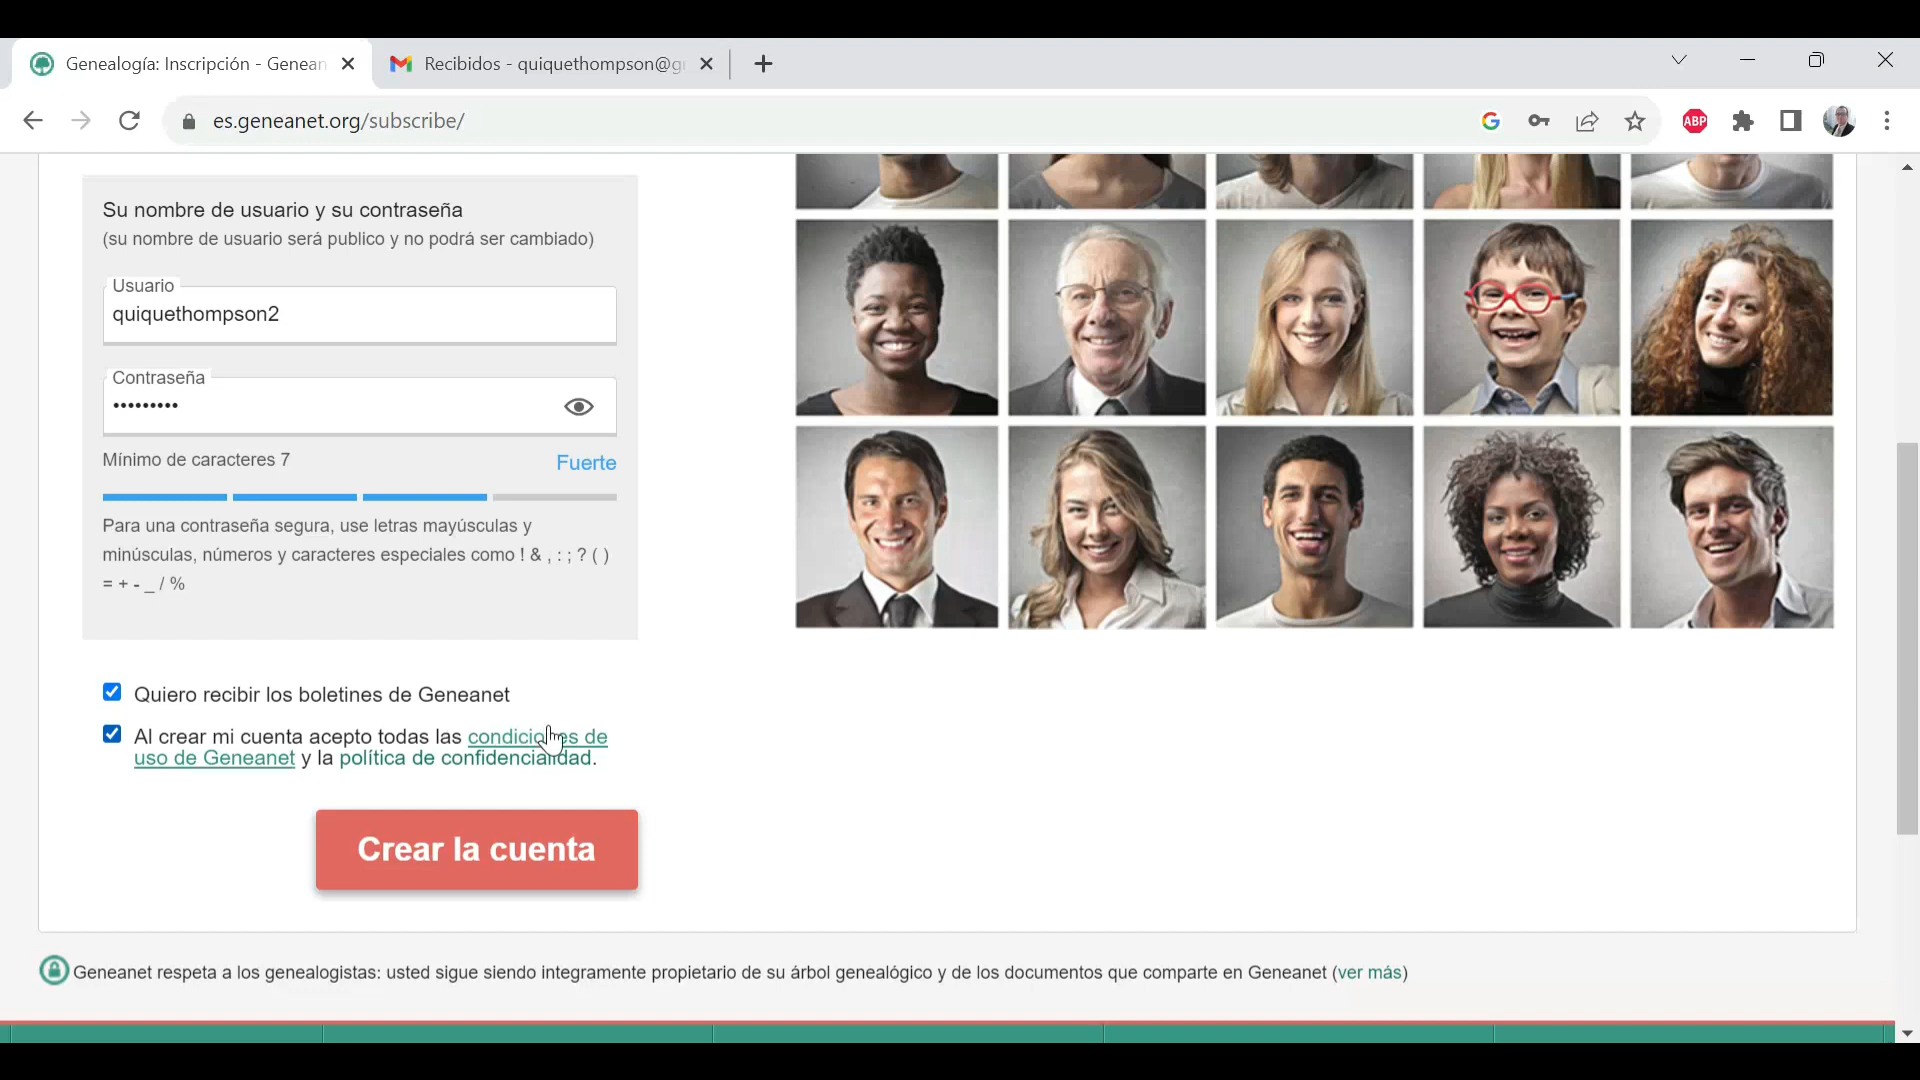 Genealogía: Inscripción - Genean
Recibidos - quiquethompson@g
es.geneanet.org/subscribe/
ABP
Su nombre de usuario y su contraseña
(su nombre de usuario será publico y no podrá ser cambiado)
Usuario
quiquethompson2
Contraseña
•••••••••
Mínimo de caracteres 7
Fuerte
Para una contraseña segura, use letras mayúsculas y
minúsculas, números y caracteres especiales como ! & , : ; ? ( )
= + - _ / %
Quiero recibir los boletines de Geneanet
Al crear mi cuenta acepto todas las condiciones de
uso de Geneanet y la política de confidencialidad.
Crear la cuenta
Geneanet respeta a los genealogistas: usted sigue siendo integramente propietario de su árbol genealógico y de los documentos que comparte en Geneanet (ver más)